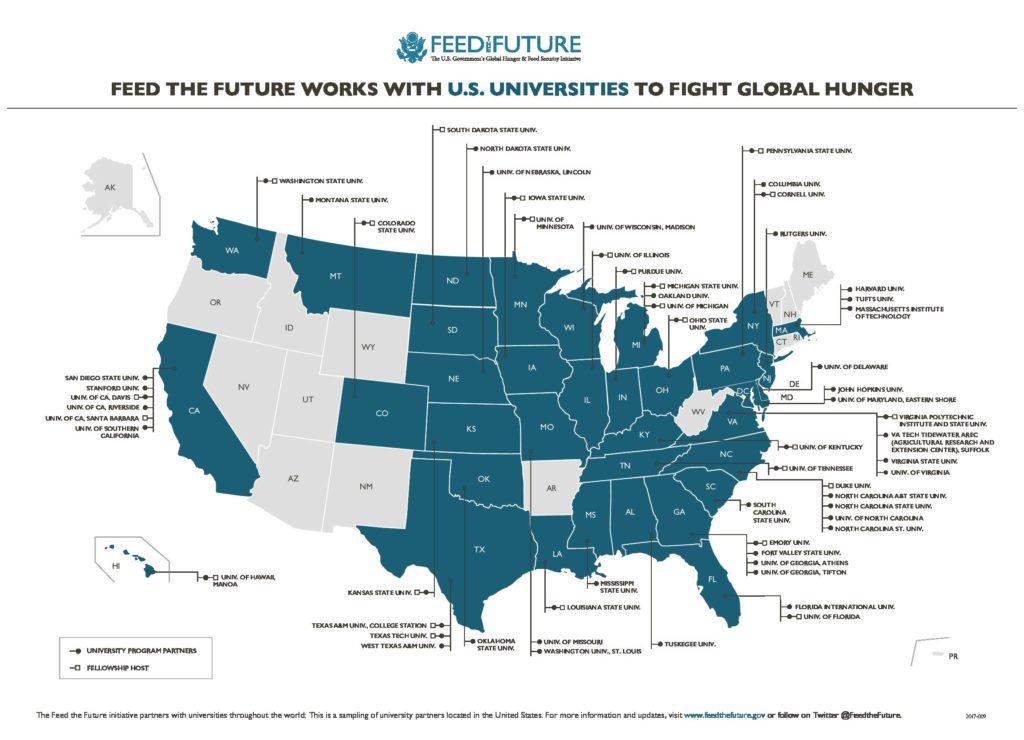 FEED THE FUTURE
The U.S. Government's Global Hunger & Food Security Initiative
FEED THE FUTURE WORKS WITH U.S. UNIVERSITIES TO FIGHT GLOBAL HUNGER
SOUTH DAKOTA STATE UNIV.
NORTH DAKOTA STATE UNIV.
PENNSYLVANIA STATE UNIV.
UNIV. OF NEBRASKA, LINCOLN
WASHINGTON STATE UNIV.
MONTANA STATE UNIV.
COLORADO
STATE UNIV.
IOWA STATE UNIV.
UNIV. OF
MINNESOTA
UNIV. OF WISCONSIN, MADISON
COLUMBIA UNIV.
CORNELL UNIV.
RUTGERS UNIV.
UNIV. OF ILLINOIS
PURDUE UNIV.
MICHIGAN STATE UNIV.
OAKLAND UNIV.
UNIV. OF MICHIGAN
OHIO STATE
UNIV.
HARVARD UNIV.
TUFTS UNIV.
MASSACHUSETTS INSTITUTE
OF TECHNOLOGY
AK
WA
MT
ND
MN
OR
ID
WY
SD
WI
MI
NY
VT
NH
ME
MA
CT
RI
NV
UT
CO
NE
IA
IL
IN
OH
PA
NJ
DC
DE
MD
CA
KS
MO
KY
WV
VA
AZ
NM
OK
AR
TN
NC
SC
TX
LA
MS
AL
GA
FL
HI
PR
SAN DIEGO STATE UNIV.
STANFORD UNIV.
UNIV. OF CA, DAVIS
UNIV. OF CA, RIVERSIDE
UNIV. OF CA, SANTA BARBARA
UNIV. OF SOUTHERN
CALIFORNIA
UNIV. OF DELAWARE
JOHN HOPKINS UNIV.
UNIV. OF MARYLAND, EASTERN SHORE
VIRGINIA POLYTECHNIC
INSTITUTE AND STATE UNIV.
VA TECH TIDEWATER AREC
(AGRICULTURAL RESEARCH AND
EXTENSION CENTER), SUFFOLK
VIRGINIA STATE UNIV.
UNIV. OF VIRGINIA
UNIV. OF KENTUCKY
UNIV. OF TENNESSEE
DUKE UNIV.
NORTH CAROLINA A&T STATE UNIV.
NORTH CAROLINA STATE UNIV.
UNIV. OF NORTH CAROLINA
NORTH CAROLINA ST. UNIV.
SOUTH
CAROLINA
STATE UNIV.
EMORY UNIV.
FORT VALLEY STATE UNIV.
UNIV. OF GEORGIA, ATHENS
UNIV. OF GEORGIA, TIFTON
UNIV. OF HAWAII,
MANOA
KANSAS STATE UNIV.
MISSISSIPPI
STATE UNIV.
LOUISIANA STATE UNIV.
FLORIDA INTERNATIONAL UNIV.
UNIV. OF FLORIDA
TEXAS A&M UNIV., COLLEGE STATION
TEXAS TECH UNIV.
WEST TEXAS A&M UNIV.
OKLAHOMA
STATE UNIV.
UNIV. OF MISSOURI
WASHINGTON UNIV., ST. LOUIS
TUSKEGEE UNIV.
UNIVERSITY PROGRAM PARTNERS
FELLOWSHIP HOST
The Feed the Future initiative partners with universities throughout the world: This is a sampling of university partners located in the United States. For more information and updates, visit www.feedthefuture.gov or follow on Twitter @FeedtheFuture.
2017-009